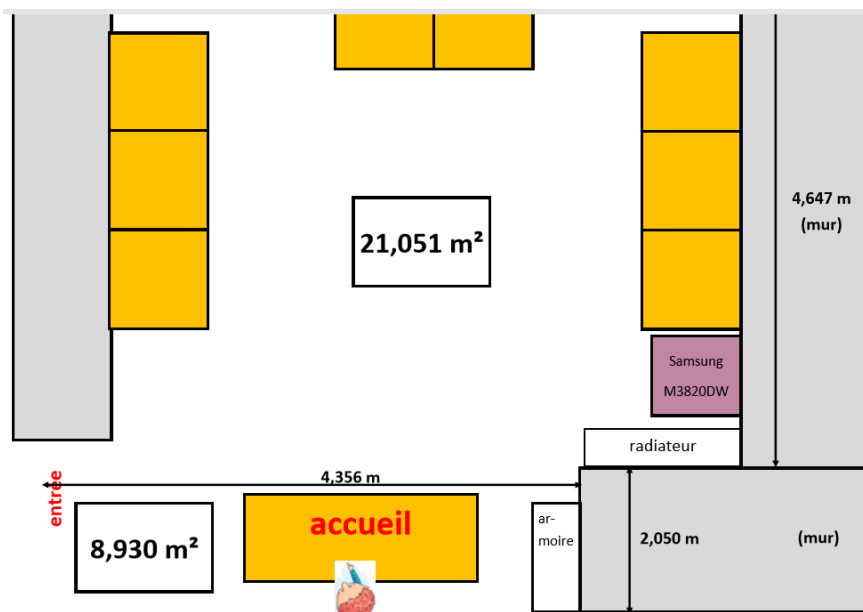 4,647 m
(mur)
21,051 m²
Samsung
M3820DW
radiateur
entrée
4,356 m
accueil
ar-
moire
2,050 m
(mur)
8,930 m²